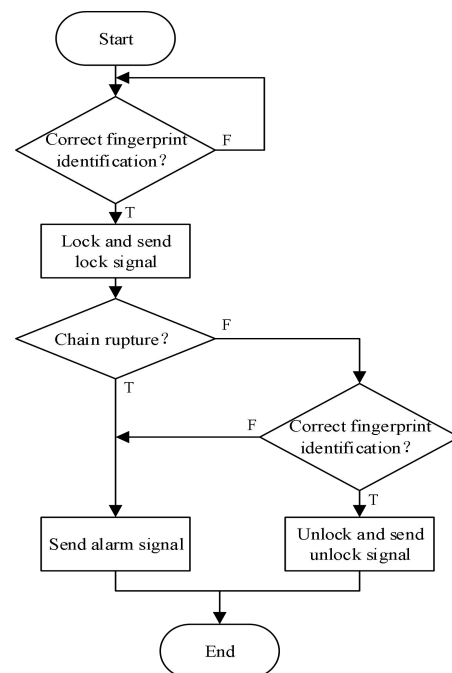 Start
Correct fingerprint
identification?
F
T
Lock and send
lock signal
Chain rupture?
F
T
Correct fingerprint
identification?
F
T
Send alarm signal
Unlock and send
unlock signal
End